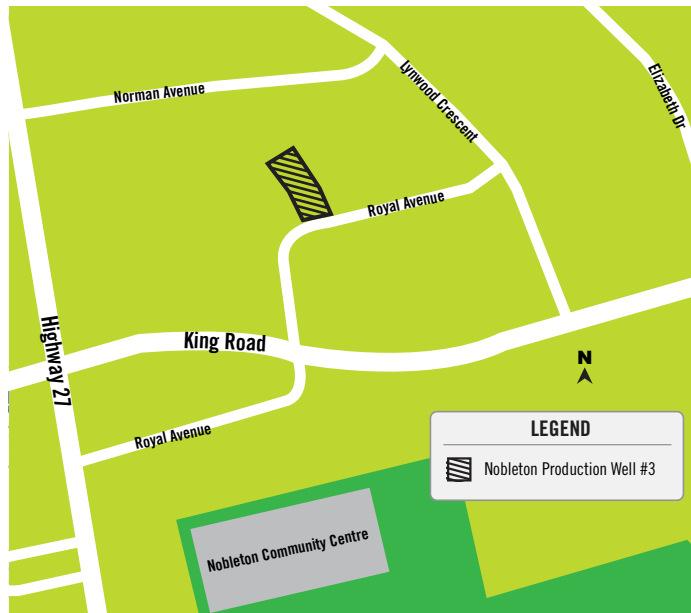 Norman Avenue
Lynwood Crescent
Elizabeth Dr
Royal Avenue
Highway 27
King Road
N
Royal Avenue
LEGEND
Nobleton Production Well #3
Nobleton Community Centre